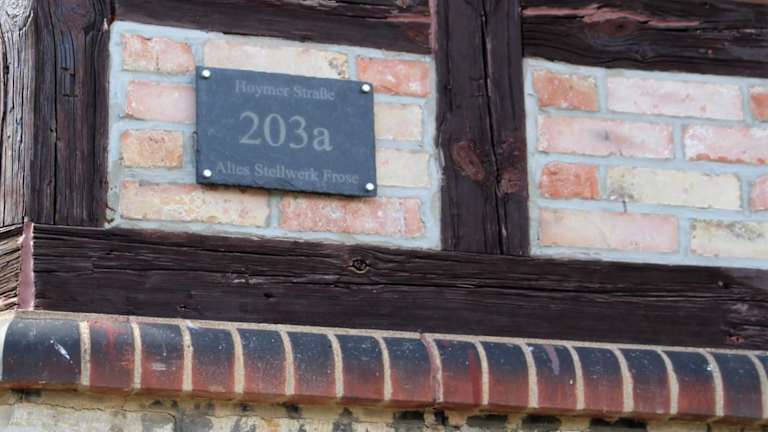 Hoymer Straße
203a
Altes Stellwerk Frose